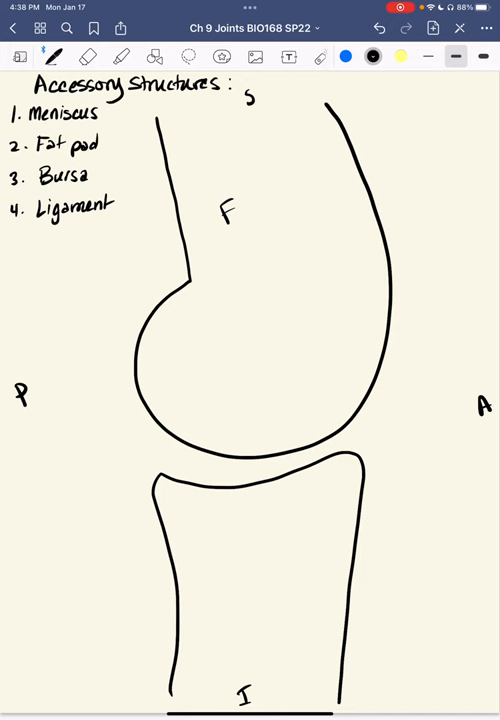 4:38 PM Mon Jan 17
88%
Ch 9 Joints BIO168 SP22
Accessory structures:
S
1. Meniscus
2. Fat pad
3. Bursa
4. Ligament
F
P
A
I